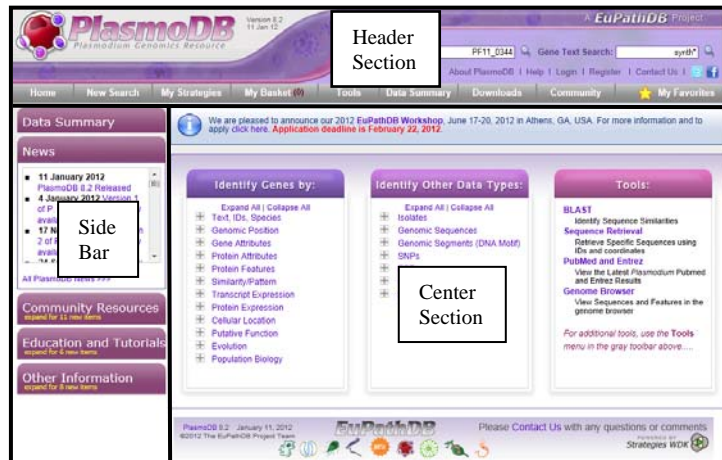 PlasmoDB
Plasmodium Genomics Resource
Version 8.2
11 Jan 12
Header
Section
A EuPathDB Project
PF11_0344
Gene Text Search:
synth*
About PlasmoDB | Help | Login | Register | Contact Us |
Home New Search My Strategies My Basket (0) Tools Data Summary Downloads Community My Favorites
Data Summary
News
11 January 2012
PlasmoDB 8.2 Released
4 January 2012 Version 1
of P
availa
17 N
2 of
availa
All PlasmoDB News >>>
Side
Bar
Community Resources
expand for 11 new items
Education and Tutorials
expand for 6 new items
Other Information
expand for 8 new items
We are pleased to announce our 2012 EuPathDB Workshop, June 17-20, 2012 in Athens, GA, USA. For more information and to
apply click here. Application deadline is February 22, 2012.
Identify Genes by:
Expand All | Collapse All
Text, IDs, Species
Genomic Position
Gene Attributes
Protein Attributes
Protein Features
Similarity/Pattern
Transcript Expression
Protein Expression
Cellular Location
Putative Function
Evolution
Population Biology
Identify Other Data Types:
Expand All | Collapse All
Isolates
Genomic Sequences
Genomic Segments (DNA Motif)
SNPs
Center
Section
Tools:
BLAST
Identify Sequence Similarities
Sequence Retrieval
Retrieve Specific Sequences using
IDs and coordinates
PubMed and Entrez
View the Latest Plasmodium Pubmed
and Entrez Results
Genome Browser
View Sequences and Features in the
genome browser
For additional tools, use the Tools
menu in the gray toolbar above.....
PlasmoDB 8.2 January 11, 2012
©2012 The EuPathDB Project Team
EuPathDB
Please Contact Us with any questions or comments
POWERED BY
Strategies WDK